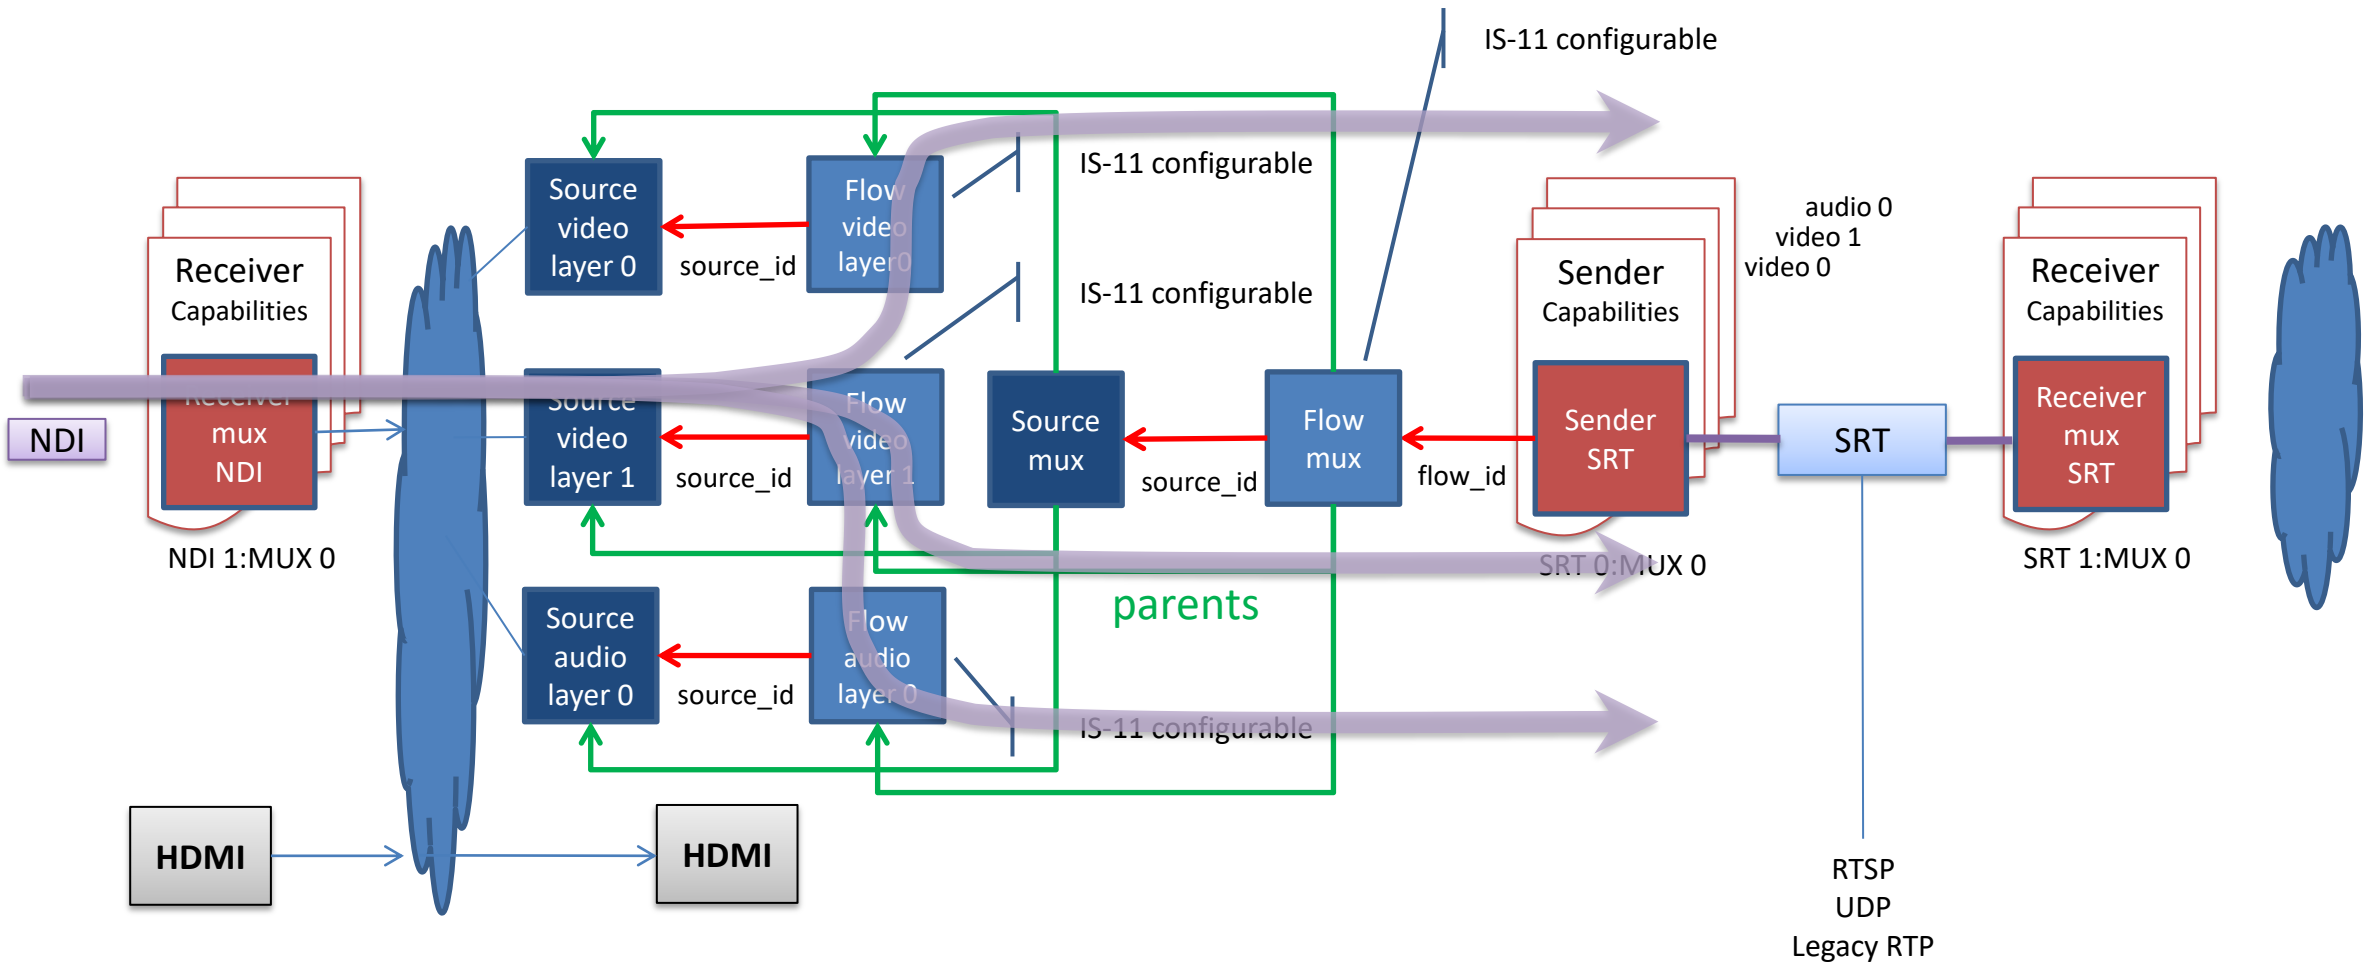 IS-11 configurable
IS-11 configurable
Source
video
layer 0
Flow
video
layer0
source_id
IS-11 configurable
audio 0
video 1
video 0
Receiver
Capabilities
Receiver
mux
NDI
NDI
NDI 1:MUX 0
Source
video
layer 1
Flow
video
layer 1
source_id
Source
mux
source_id
Flow
mux
flow_id
Sender
Capabilities
Sender
SRT
SRT 0:MUX 0
SRT
Receiver
Capabilities
Receiver
mux
SRT
SRT 1:MUX 0
parents
Source
audio
layer 0
Flow
audio
layer 0
source_id
IS-11 configurable
HDMI
HDMI
RTSP
UDP
Legacy RTP